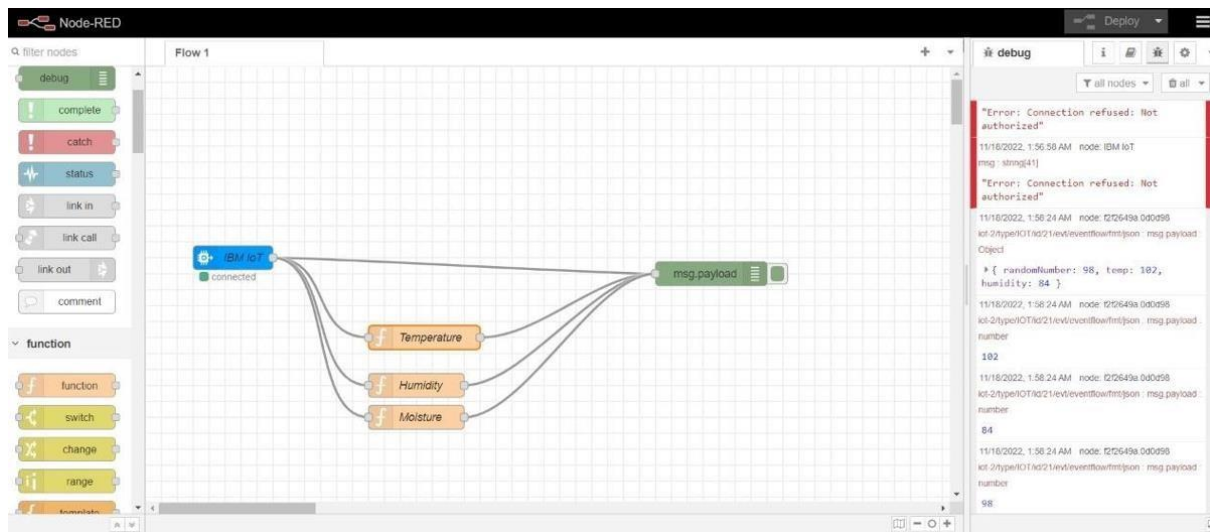 Node-RED
Deploy
filter nodes
debug
complete
catch
status
link in
link call
link out
comment
function
function
switch
change
range
template
Flow 1
IBM IoT
connected
Temperature
Humidity
Moisture
msg.payload
debug
all nodes
all
"Error: Connection refused: Not
authorized"
11/18/2022, 1:56:58 AM node: IBM IoT
msg : string[41]
"Error: Connection refused: Not
authorized"
11/18/2022, 1:58:24 AM node: f2f2649a.0d0d98
iot-2/type/IOT/id/21/evt/eventflow/fmt/json : msg.payload :
Object
{ randomNumber: 98, temp: 102,
humidity: 84 }
11/18/2022, 1:58:24 AM node: f2f2649a.0d0d98
iot-2/type/IOT/id/21/evt/eventflow/fmt/json : msg.payload :
number
102
11/18/2022, 1:58:24 AM node: f2f2649a.0d0d98
iot-2/type/IOT/id/21/evt/eventflow/fmt/json : msg.payload :
number
84
11/18/2022, 1:58:24 AM node: f2f2649a.0d0d98
iot-2/type/IOT/id/21/evt/eventflow/fmt/json : msg.payload :
number
98